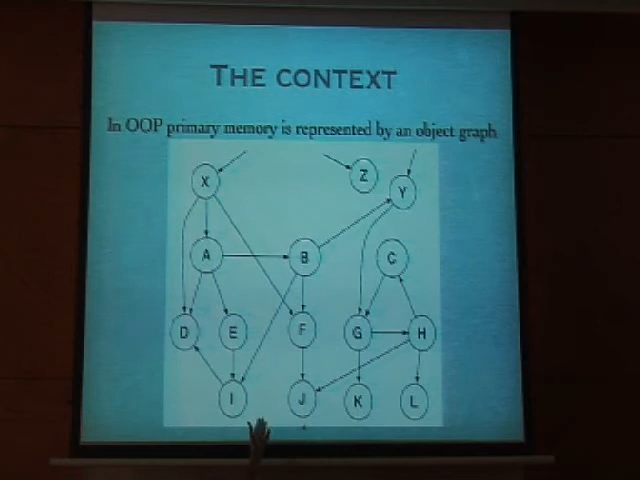 THE CONTEXT
In OOP primary memory is represented by an object graph
X
Z
Y
A
B
C
D
E
F
G
H
I
J
K
L